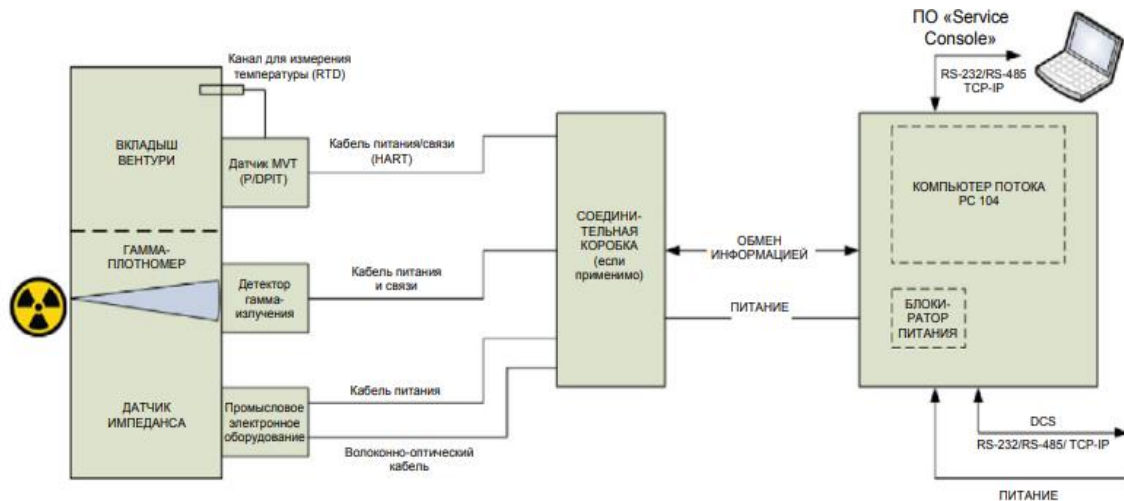 ПО «Service
Console»
RS-232/RS-485
TCP-IP
Канал для измерения
температуры (RTD)
ВКЛАДЫШ
ВЕНТУРИ
Датчик MVT
(P/DPIT)
Кабель питания/связи
(HART)
ГАММА-
ПЛОТНОМЕР
Детектор
гамма-
излучения
Кабель питания
и связи
ДАТЧИК
ИМПЕДАНСА
Промысловое
электронное
оборудование
Кабель питания
Волоконно-оптический
кабель
СОЕДИНИ-
ТЕЛЬНАЯ
КОРОБКА
(если
применимо)
ОБМЕН
ИНФОРМАЦИЕЙ
ПИТАНИЕ
КОМПЬЮТЕР ПОТОКА
PC 104
БЛОКИ-
РАТОР
ПИТАНИЯ
DCS
RS-232/RS-485/ TCP-IP
ПИТАНИЕ